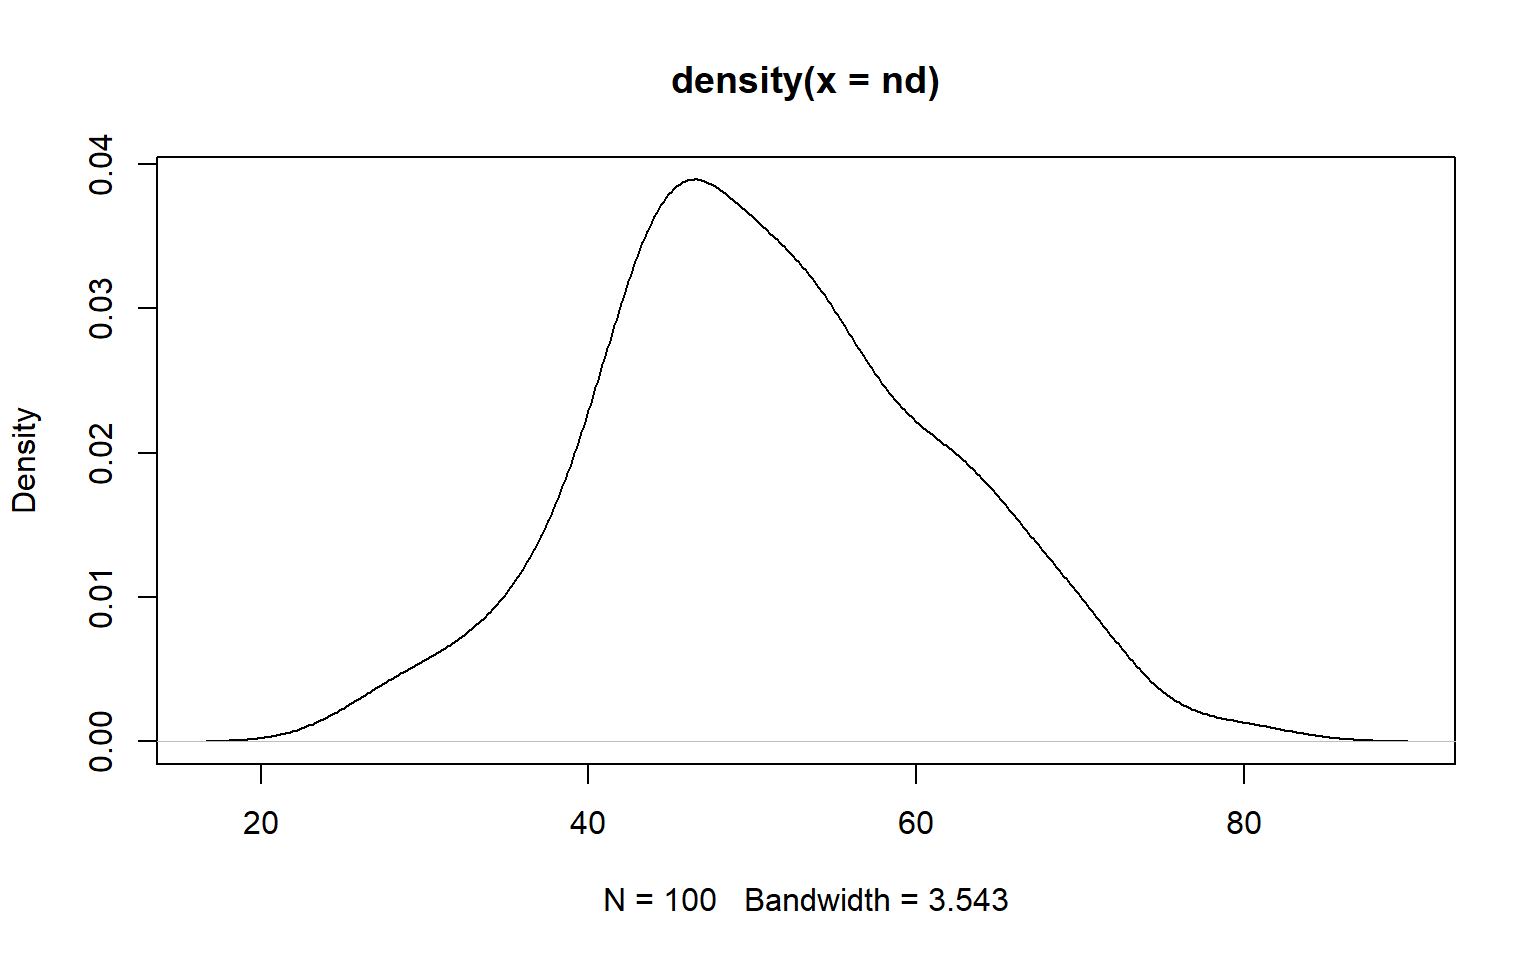 density(x = nd)
Density
0.00 0.01 0.02 0.03 0.04
20 40 60 80
N = 100   Bandwidth = 3.543